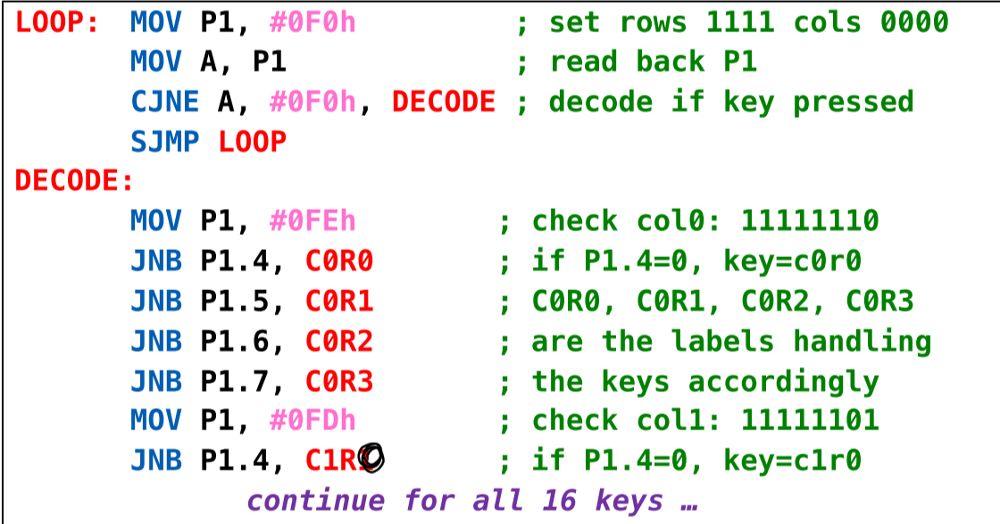 LOOP: MOV P1, #0F0h ; set rows 1111 cols 0000
MOV A, P1 ; read back P1
CJNE A, #0F0h, DECODE ; decode if key pressed
SJMP LOOP
DECODE:
MOV P1, #0FEh ; check col0: 11111110
JNB P1.4, C0R0 ; if P1.4=0, key=c0r0
JNB P1.5, C0R1 ; C0R0, C0R1, C0R2, C0R3
JNB P1.6, C0R2 ; are the labels handling
JNB P1.7, C0R3 ; the keys accordingly
MOV P1, #0FDh ; check col1: 11111101
JNB P1.4, C1R0 ; if P1.4=0, key=c1r0
continue for all 16 keys …